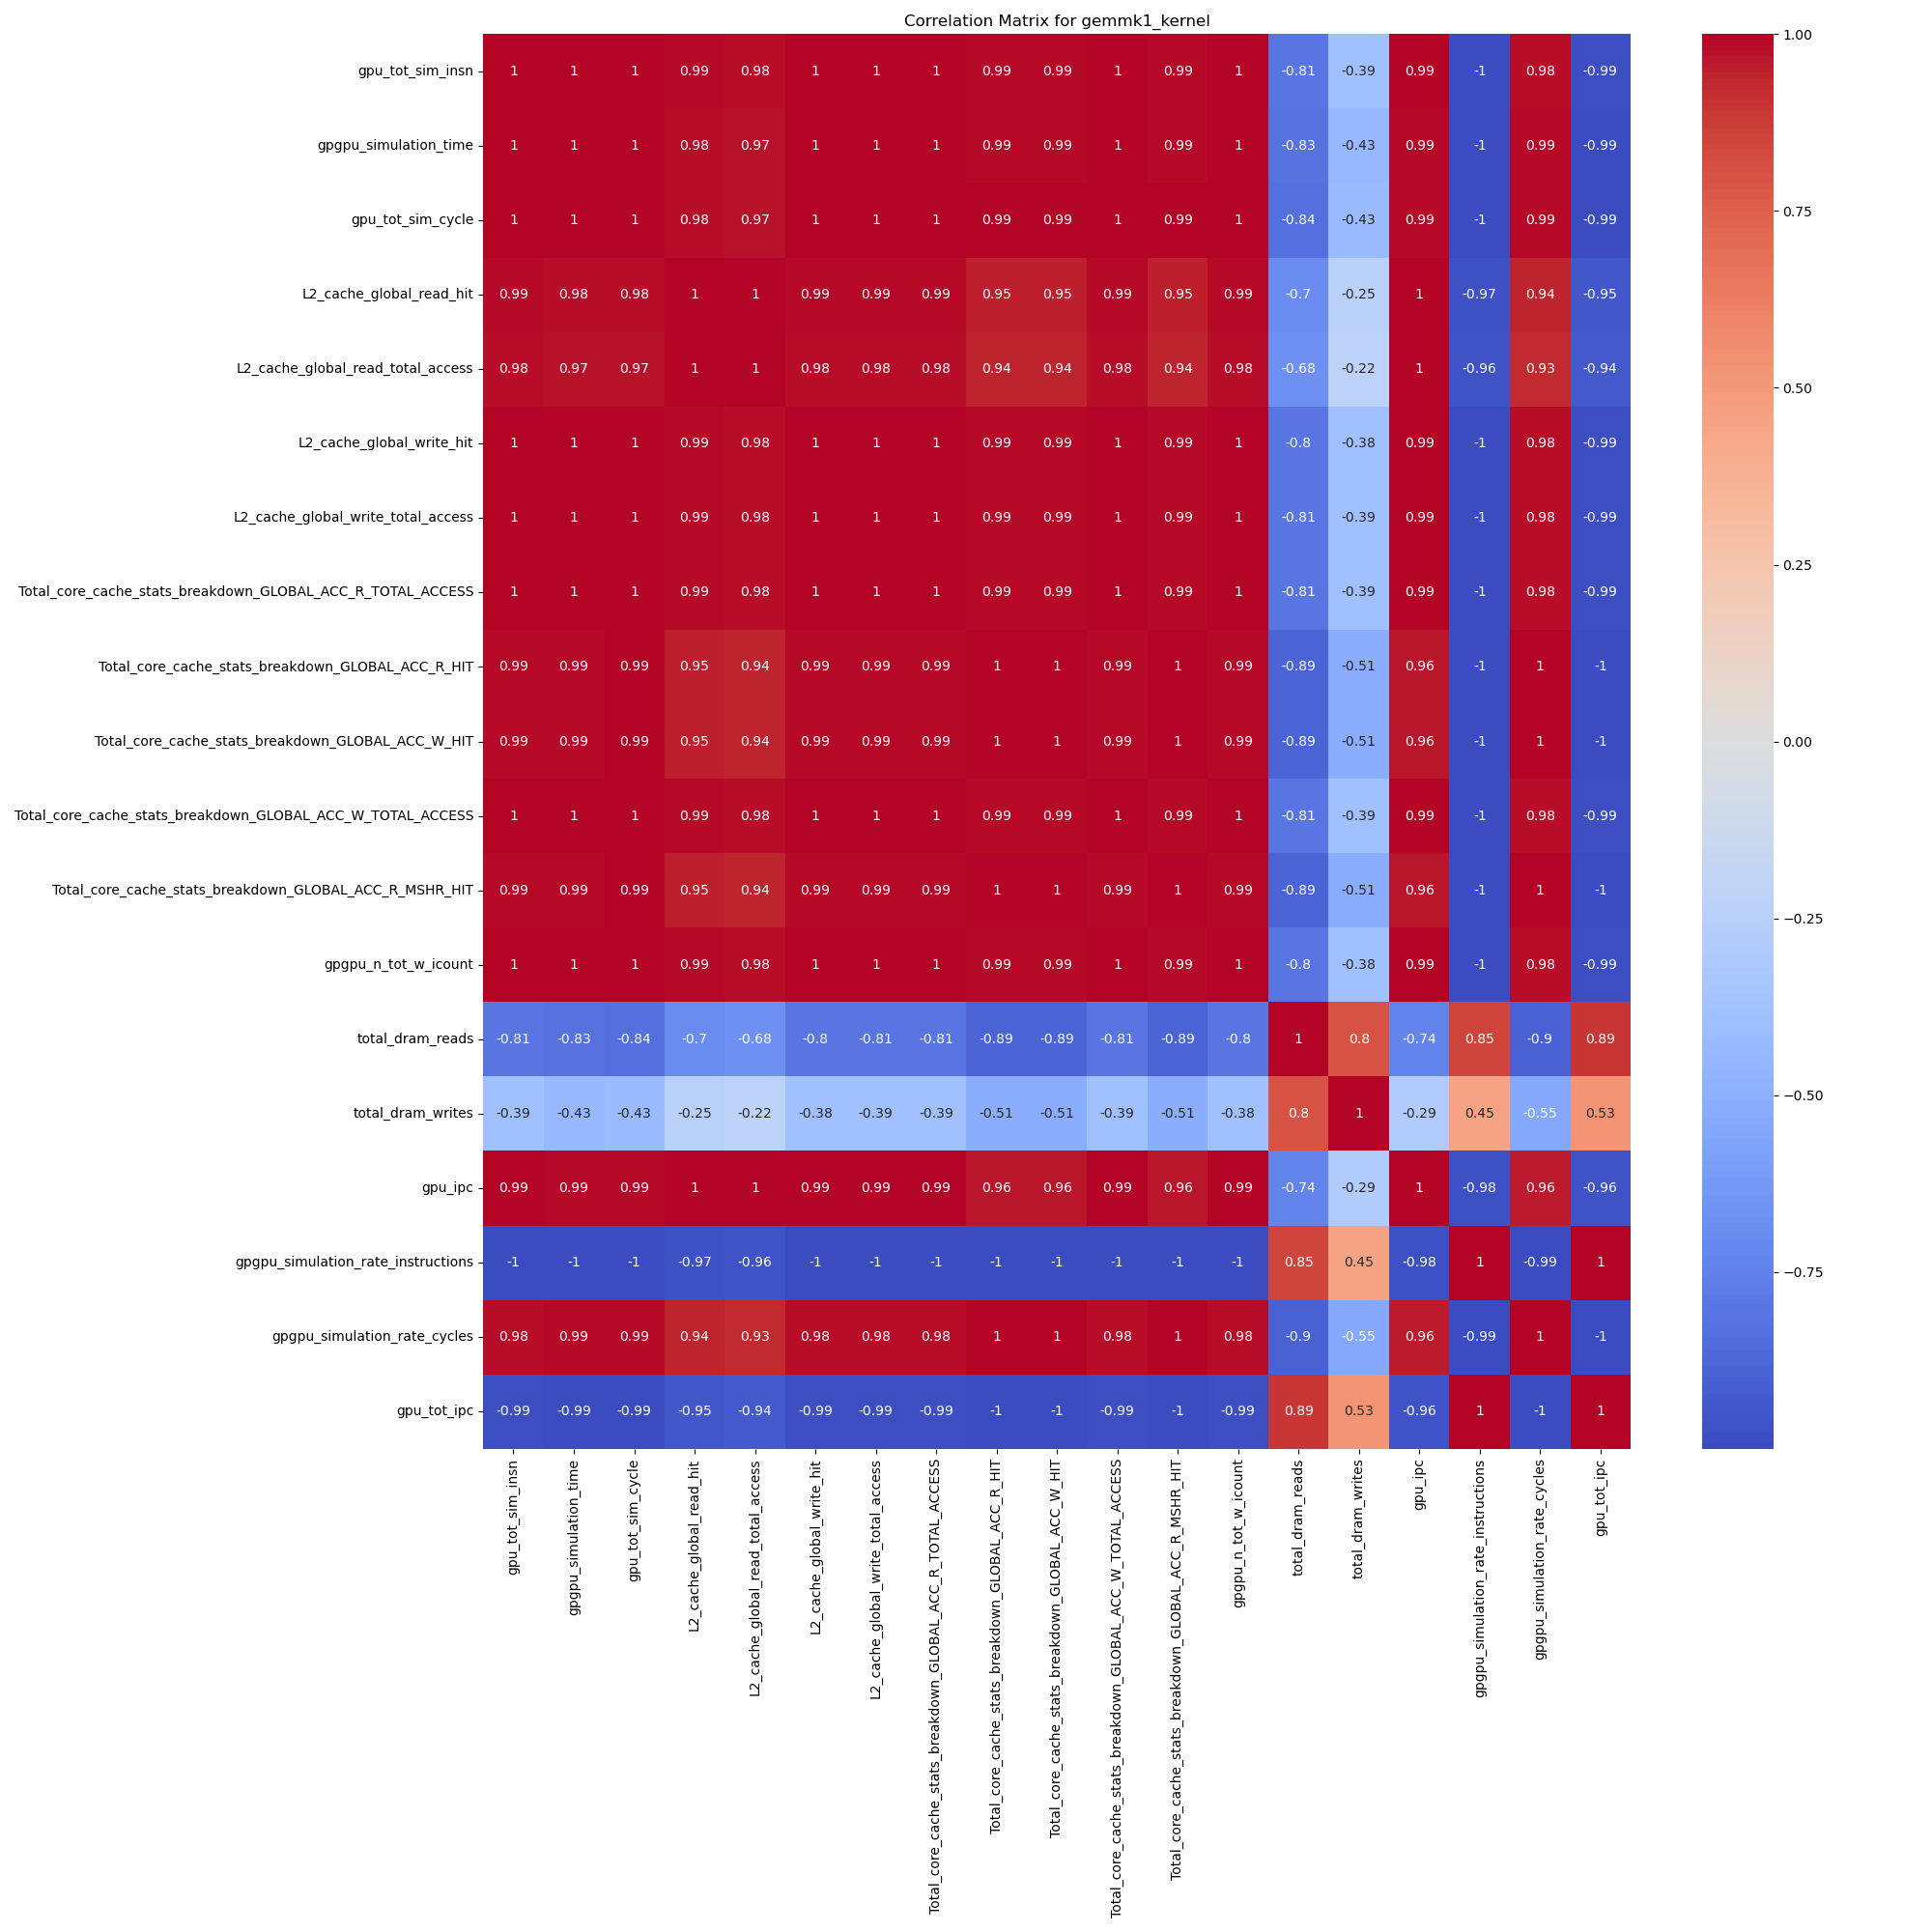 Correlation Matrix for gemmk1_kernel
gpu_tot_sim_insn 1 1 1 0.99 0.98 1 1 1 0.99 0.99 1 0.99 1 -0.81 -0.39 0.99 -1 0.98 -0.99
gpgpu_simulation_time 1 1 1 0.98 0.97 1 1 1 0.99 0.99 1 0.99 1 -0.83 -0.43 0.99 -1 0.99 -0.99
gpu_tot_sim_cycle 1 1 1 0.98 0.97 1 1 1 0.99 0.99 1 0.99 1 -0.84 -0.43 0.99 -1 0.99 -0.99
L2_cache_global_read_hit 0.99 0.98 0.98 1 1 0.99 0.99 0.99 0.95 0.95 0.99 0.95 0.99 -0.7 -0.25 1 -0.97 0.94 -0.95
L2_cache_global_read_total_access 0.98 0.97 0.97 1 1 0.98 0.98 0.98 0.94 0.94 0.98 0.94 0.98 -0.68 -0.22 1 -0.96 0.93 -0.94
L2_cache_global_write_hit 1 1 1 0.99 0.98 1 1 1 0.99 0.99 1 0.99 1 -0.8 -0.38 0.99 -1 0.98 -0.99
L2_cache_global_write_total_access 1 1 1 0.99 0.98 1 1 1 0.99 0.99 1 0.99 1 -0.81 -0.39 0.99 -1 0.98 -0.99
Total_core_cache_stats_breakdown_GLOBAL_ACC_R_TOTAL_ACCESS 1 1 1 0.99 0.98 1 1 1 0.99 0.99 1 0.99 1 -0.81 -0.39 0.99 -1 0.98 -0.99
Total_core_cache_stats_breakdown_GLOBAL_ACC_R_HIT 0.99 0.99 0.99 0.95 0.94 0.99 0.99 0.99 1 1 0.99 1 0.99 -0.89 -0.51 0.96 -1 1 -1
Total_core_cache_stats_breakdown_GLOBAL_ACC_W_HIT 0.99 0.99 0.99 0.95 0.94 0.99 0.99 0.99 1 1 0.99 1 0.99 -0.89 -0.51 0.96 -1 1 -1
Total_core_cache_stats_breakdown_GLOBAL_ACC_W_TOTAL_ACCESS 1 1 1 0.99 0.98 1 1 1 0.99 0.99 1 0.99 1 -0.81 -0.39 0.99 -1 0.98 -0.99
Total_core_cache_stats_breakdown_GLOBAL_ACC_R_MSHR_HIT 0.99 0.99 0.99 0.95 0.94 0.99 0.99 0.99 1 1 0.99 1 0.99 -0.89 -0.51 0.96 -1 1 -1
gpgpu_n_tot_w_icount 1 1 1 0.99 0.98 1 1 1 0.99 0.99 1 0.99 1 -0.8 -0.38 0.99 -1 0.98 -0.99
total_dram_reads -0.81 -0.83 -0.84 -0.7 -0.68 -0.8 -0.81 -0.81 -0.89 -0.89 -0.81 -0.89 -0.8 1 0.8 -0.74 0.85 -0.9 0.89
total_dram_writes -0.39 -0.43 -0.43 -0.25 -0.22 -0.38 -0.39 -0.39 -0.51 -0.51 -0.39 -0.51 -0.38 0.8 1 -0.29 0.45 -0.55 0.53
gpu_ipc 0.99 0.99 0.99 1 1 0.99 0.99 0.99 0.96 0.96 0.99 0.96 0.99 -0.74 -0.29 1 -0.98 0.96 -0.96
gpgpu_simulation_rate_instructions -1 -1 -1 -0.97 -0.96 -1 -1 -1 -1 -1 -1 -1 -1 0.85 0.45 -0.98 1 -0.99 1
gpgpu_simulation_rate_cycles 0.98 0.99 0.99 0.94 0.93 0.98 0.98 0.98 1 1 0.98 1 0.98 -0.9 -0.55 0.96 -0.99 1 -1
gpu_tot_ipc -0.99 -0.99 -0.99 -0.95 -0.94 -0.99 -0.99 -0.99 -1 -1 -0.99 -1 -0.99 0.89 0.53 -0.96 1 -1 1
gpu_tot_sim_insn
gpgpu_simulation_time
gpu_tot_sim_cycle
L2_cache_global_read_hit
L2_cache_global_read_total_access
L2_cache_global_write_hit
L2_cache_global_write_total_access
Total_core_cache_stats_breakdown_GLOBAL_ACC_R_TOTAL_ACCESS
Total_core_cache_stats_breakdown_GLOBAL_ACC_R_HIT
Total_core_cache_stats_breakdown_GLOBAL_ACC_W_HIT
Total_core_cache_stats_breakdown_GLOBAL_ACC_W_TOTAL_ACCESS
Total_core_cache_stats_breakdown_GLOBAL_ACC_R_MSHR_HIT
gpgpu_n_tot_w_icount
total_dram_reads
total_dram_writes
gpu_ipc
gpgpu_simulation_rate_instructions
gpgpu_simulation_rate_cycles
gpu_tot_ipc
1.00
0.75
0.50
0.25
0.00
−0.25
−0.50
−0.75